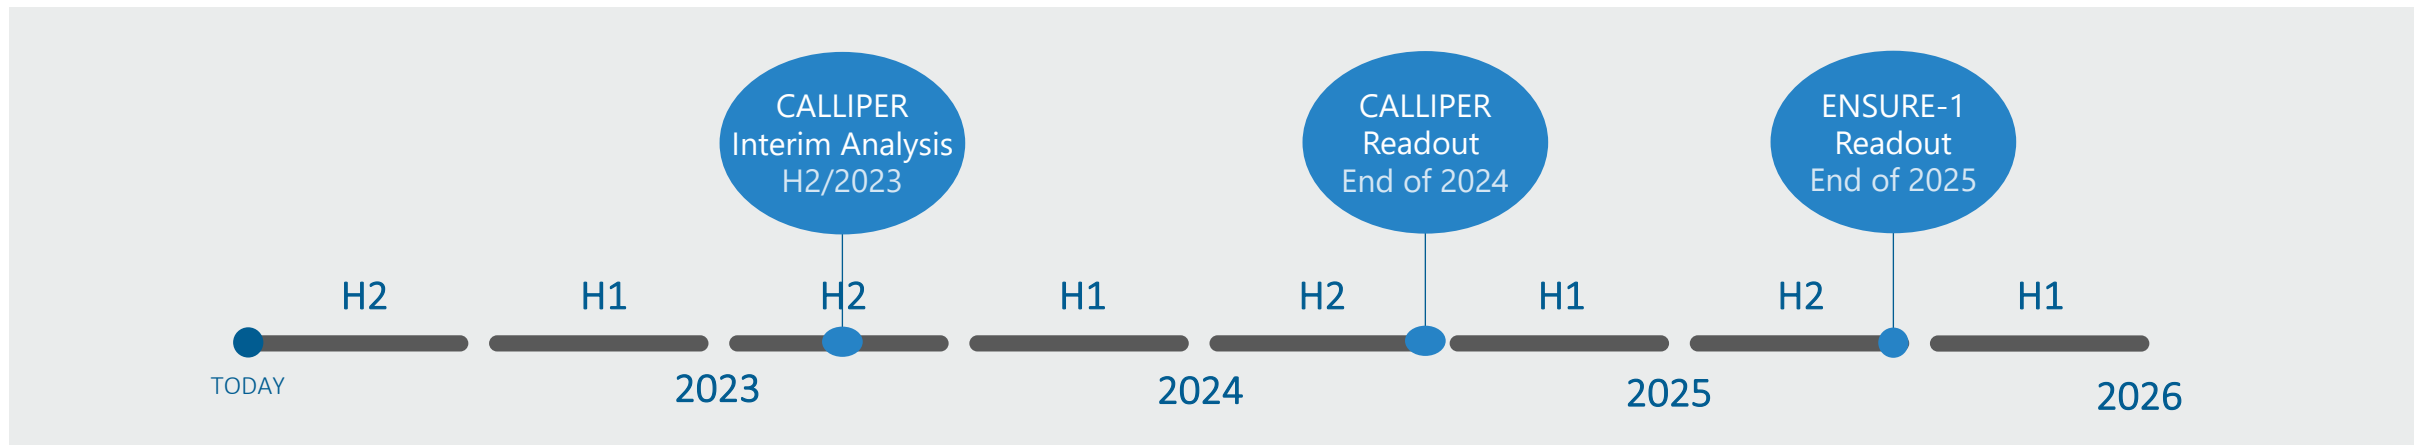 CALLIPER
Interim Analysis
H2/2023
CALLIPER
Readout
End of 2024
ENSURE-1
Readout
End of 2025
H2 H1 H2 H1 H2 H1 H2 H1
TODAY 2023 2024 2025 2026